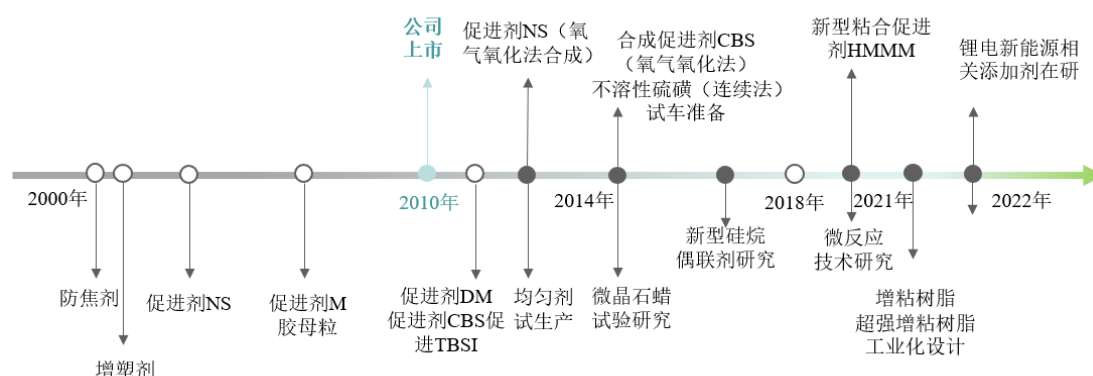 公司
上市
促进剂NS（氧
气氧化法合成）
合成促进剂CBS
（氧气氧化法）
不溶性硫磺（连续法）
试车准备
新型粘合促进
剂HMMM
锂电新能源相
关添加剂在研
2000年
2010年
2014年
2018年
2021年
2022年
防焦剂
增塑剂
促进剂NS
促进剂M
胶母粒
促进剂DM
促进剂CBS促
进TBSI
均匀剂
试生产
微晶石蜡
试验研究
新型硅烷
偶联剂研究
微反应
技术研究
增粘树脂
超强增粘树脂
工业化设计